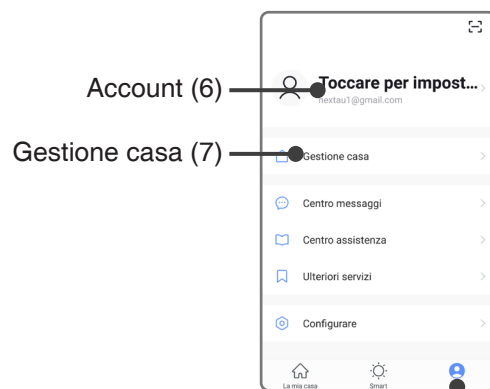 Account (6)
Toccare per impost...
nextau1@gmail.com
Gestione casa (7)
Gestione casa
Centro messaggi
Centro assistenza
Ulteriori servizi
Configurare
La mia casa
Smart